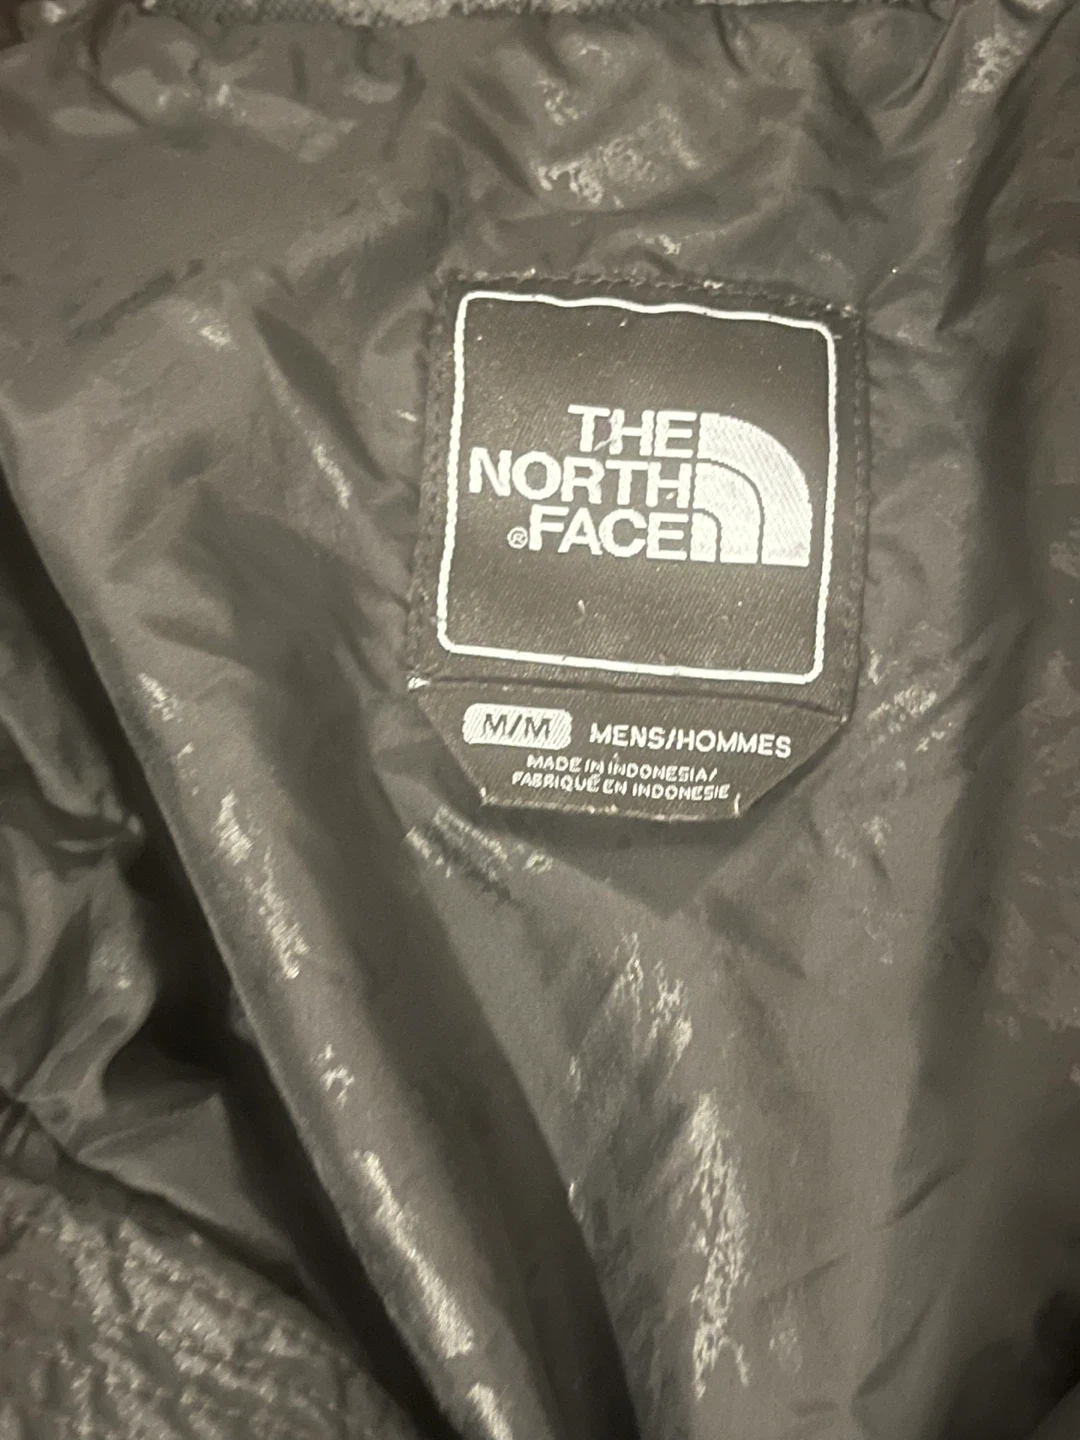 THE
NORTH
®FACE
M/M MENS/HOMMES
MADE IN INDONESIA/
FABRIQUÉ EN INDONESIE